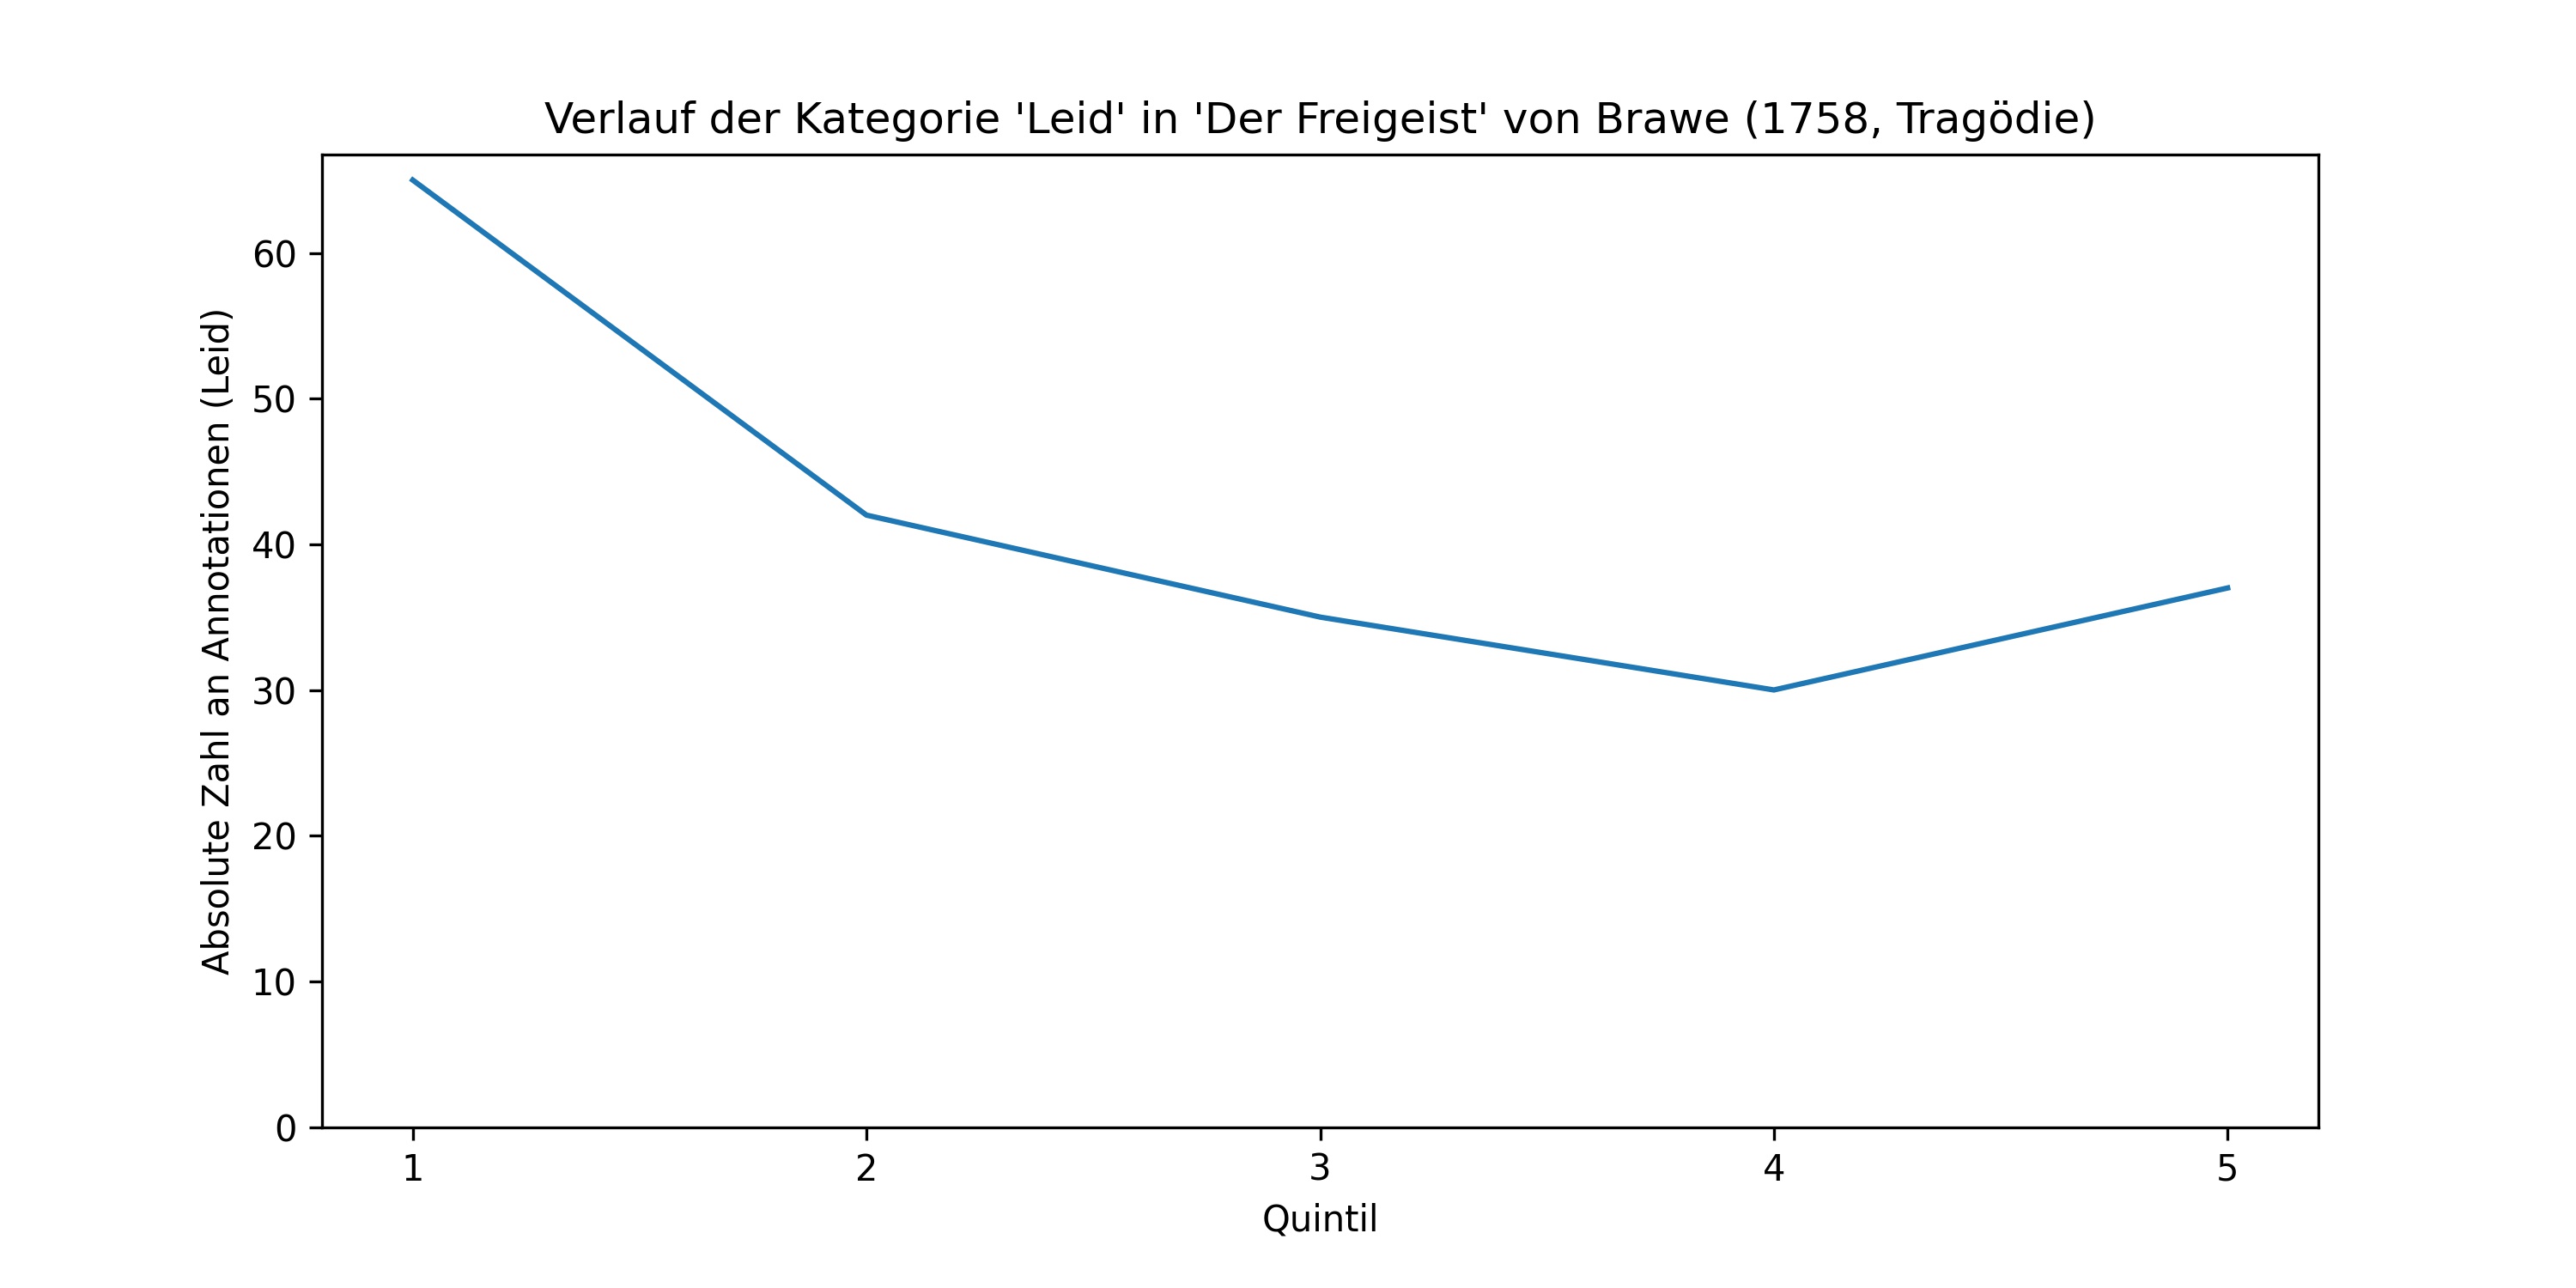 Verlauf der Kategorie 'Leid' in 'Der Freigeist' von Brawe (1758, Tragödie)
Absolute Zahl an Annotationen (Leid)
60
50
40
30
20
10
0
1 2 3 4 5
Quintil